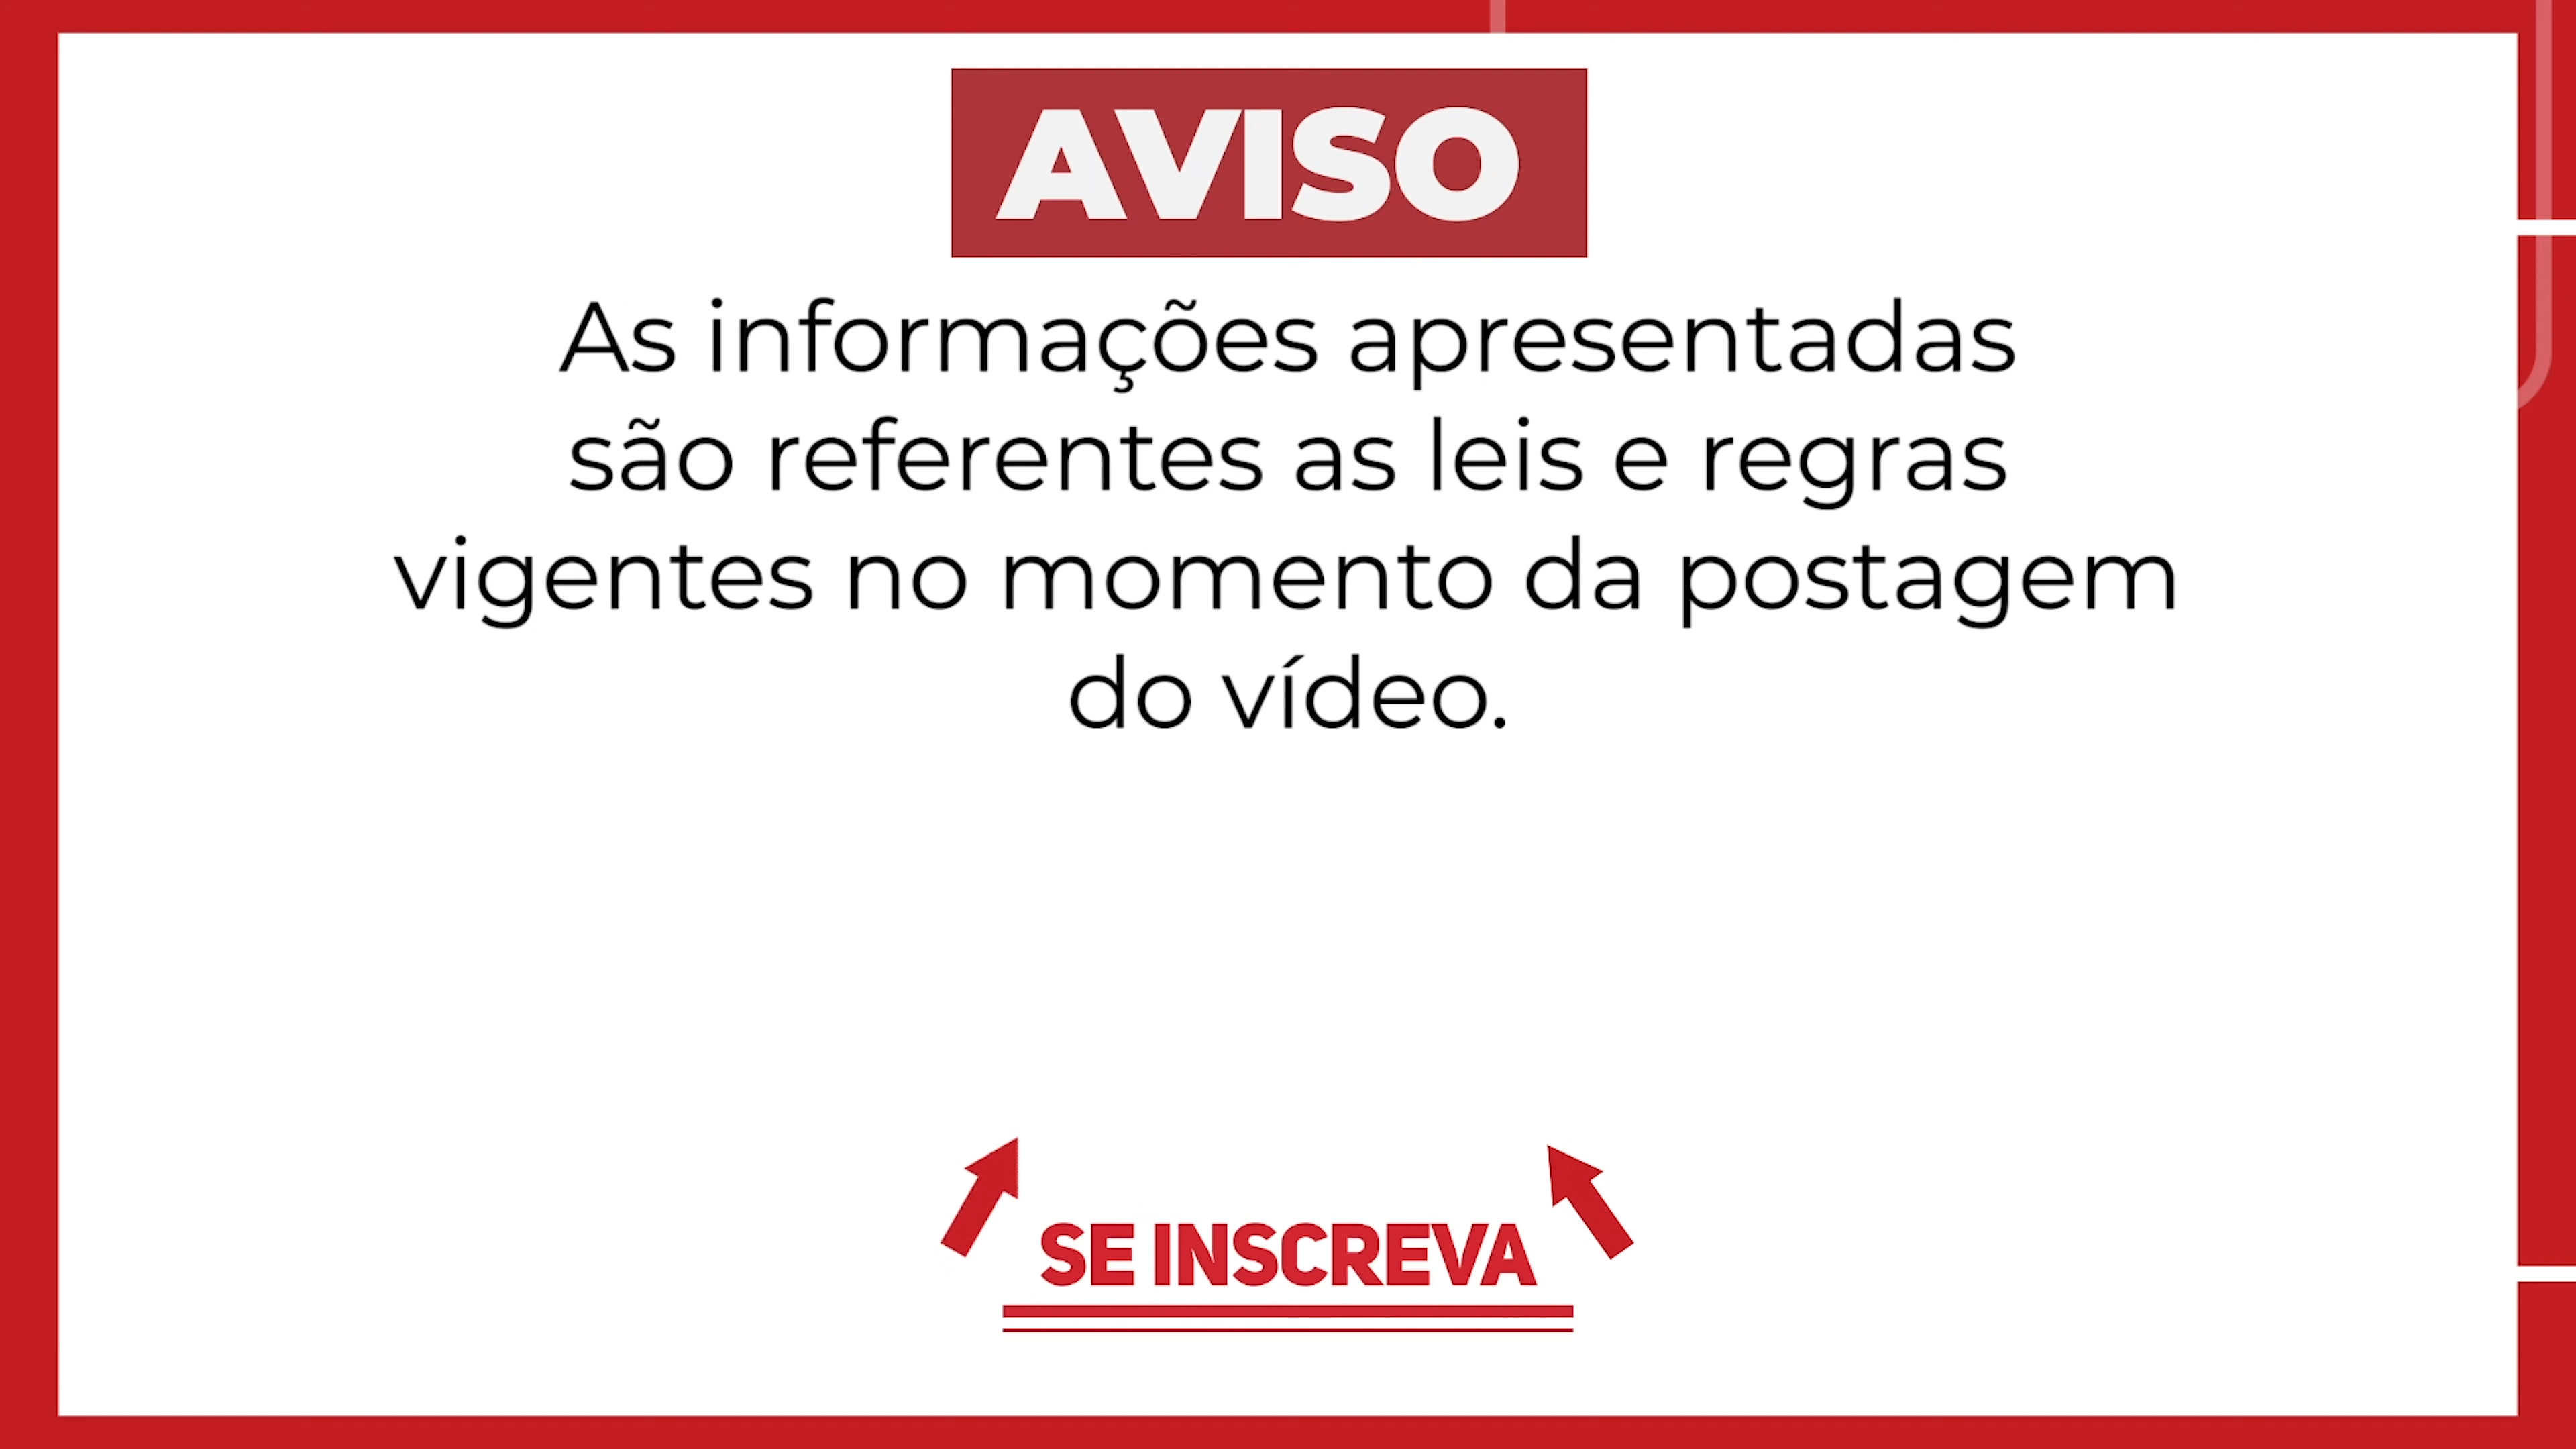 AVISO
As informações apresentadas
são referentes as leis e regras
vigentes no momento da postagem
do vídeo.
SE INSCREVA